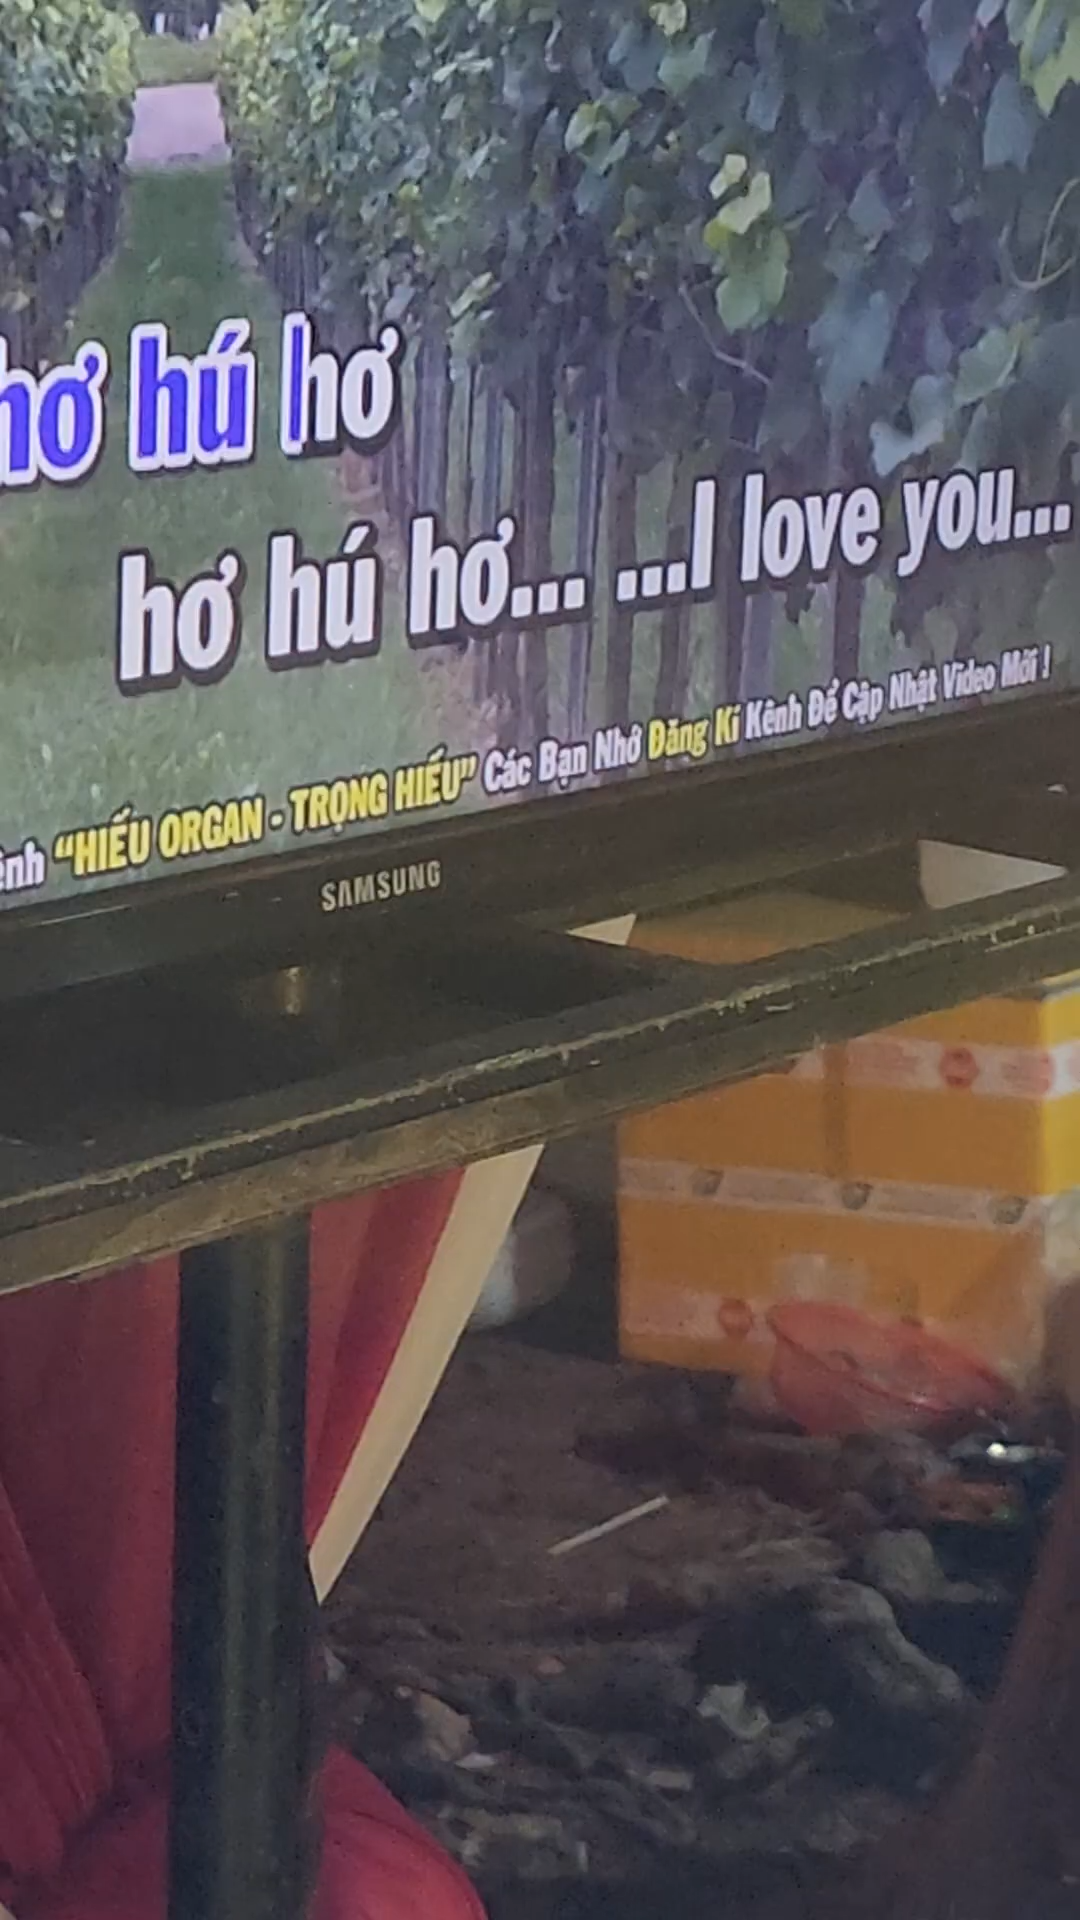 hơ hú hơ
hơ hú hơ... ...I love you...
"HIẾU ORGAN - TRỌNG HIẾU" Các Bạn Nhớ Đăng Kí Kênh Để Cập Nhật Video Mới !
SAMSUNG